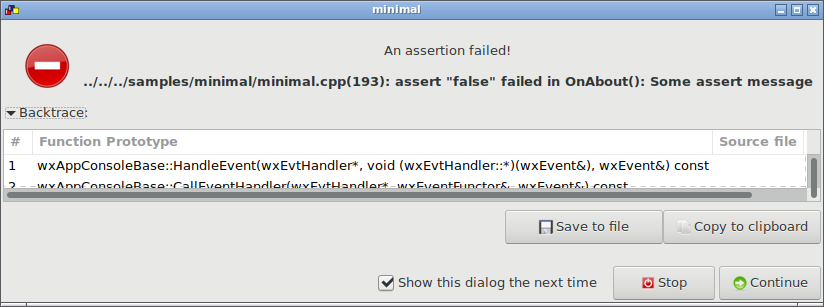 minimal
An assertion failed!
../../../samples/minimal/minimal.cpp(193): assert "false" failed in OnAbout(): Some assert message
Backtrace:
# Function Prototype Source file
1 wxAppConsoleBase::HandleEvent(wxEvtHandler*, void (wxEvtHandler::*)(wxEvent&), wxEvent&) const
2 wxAppConsoleBase::CallEventHandler(wxEvtHandler*, wxEventFunctor&, wxEvent&) const
Save to file Copy to clipboard
Show this dialog the next time Stop Continue